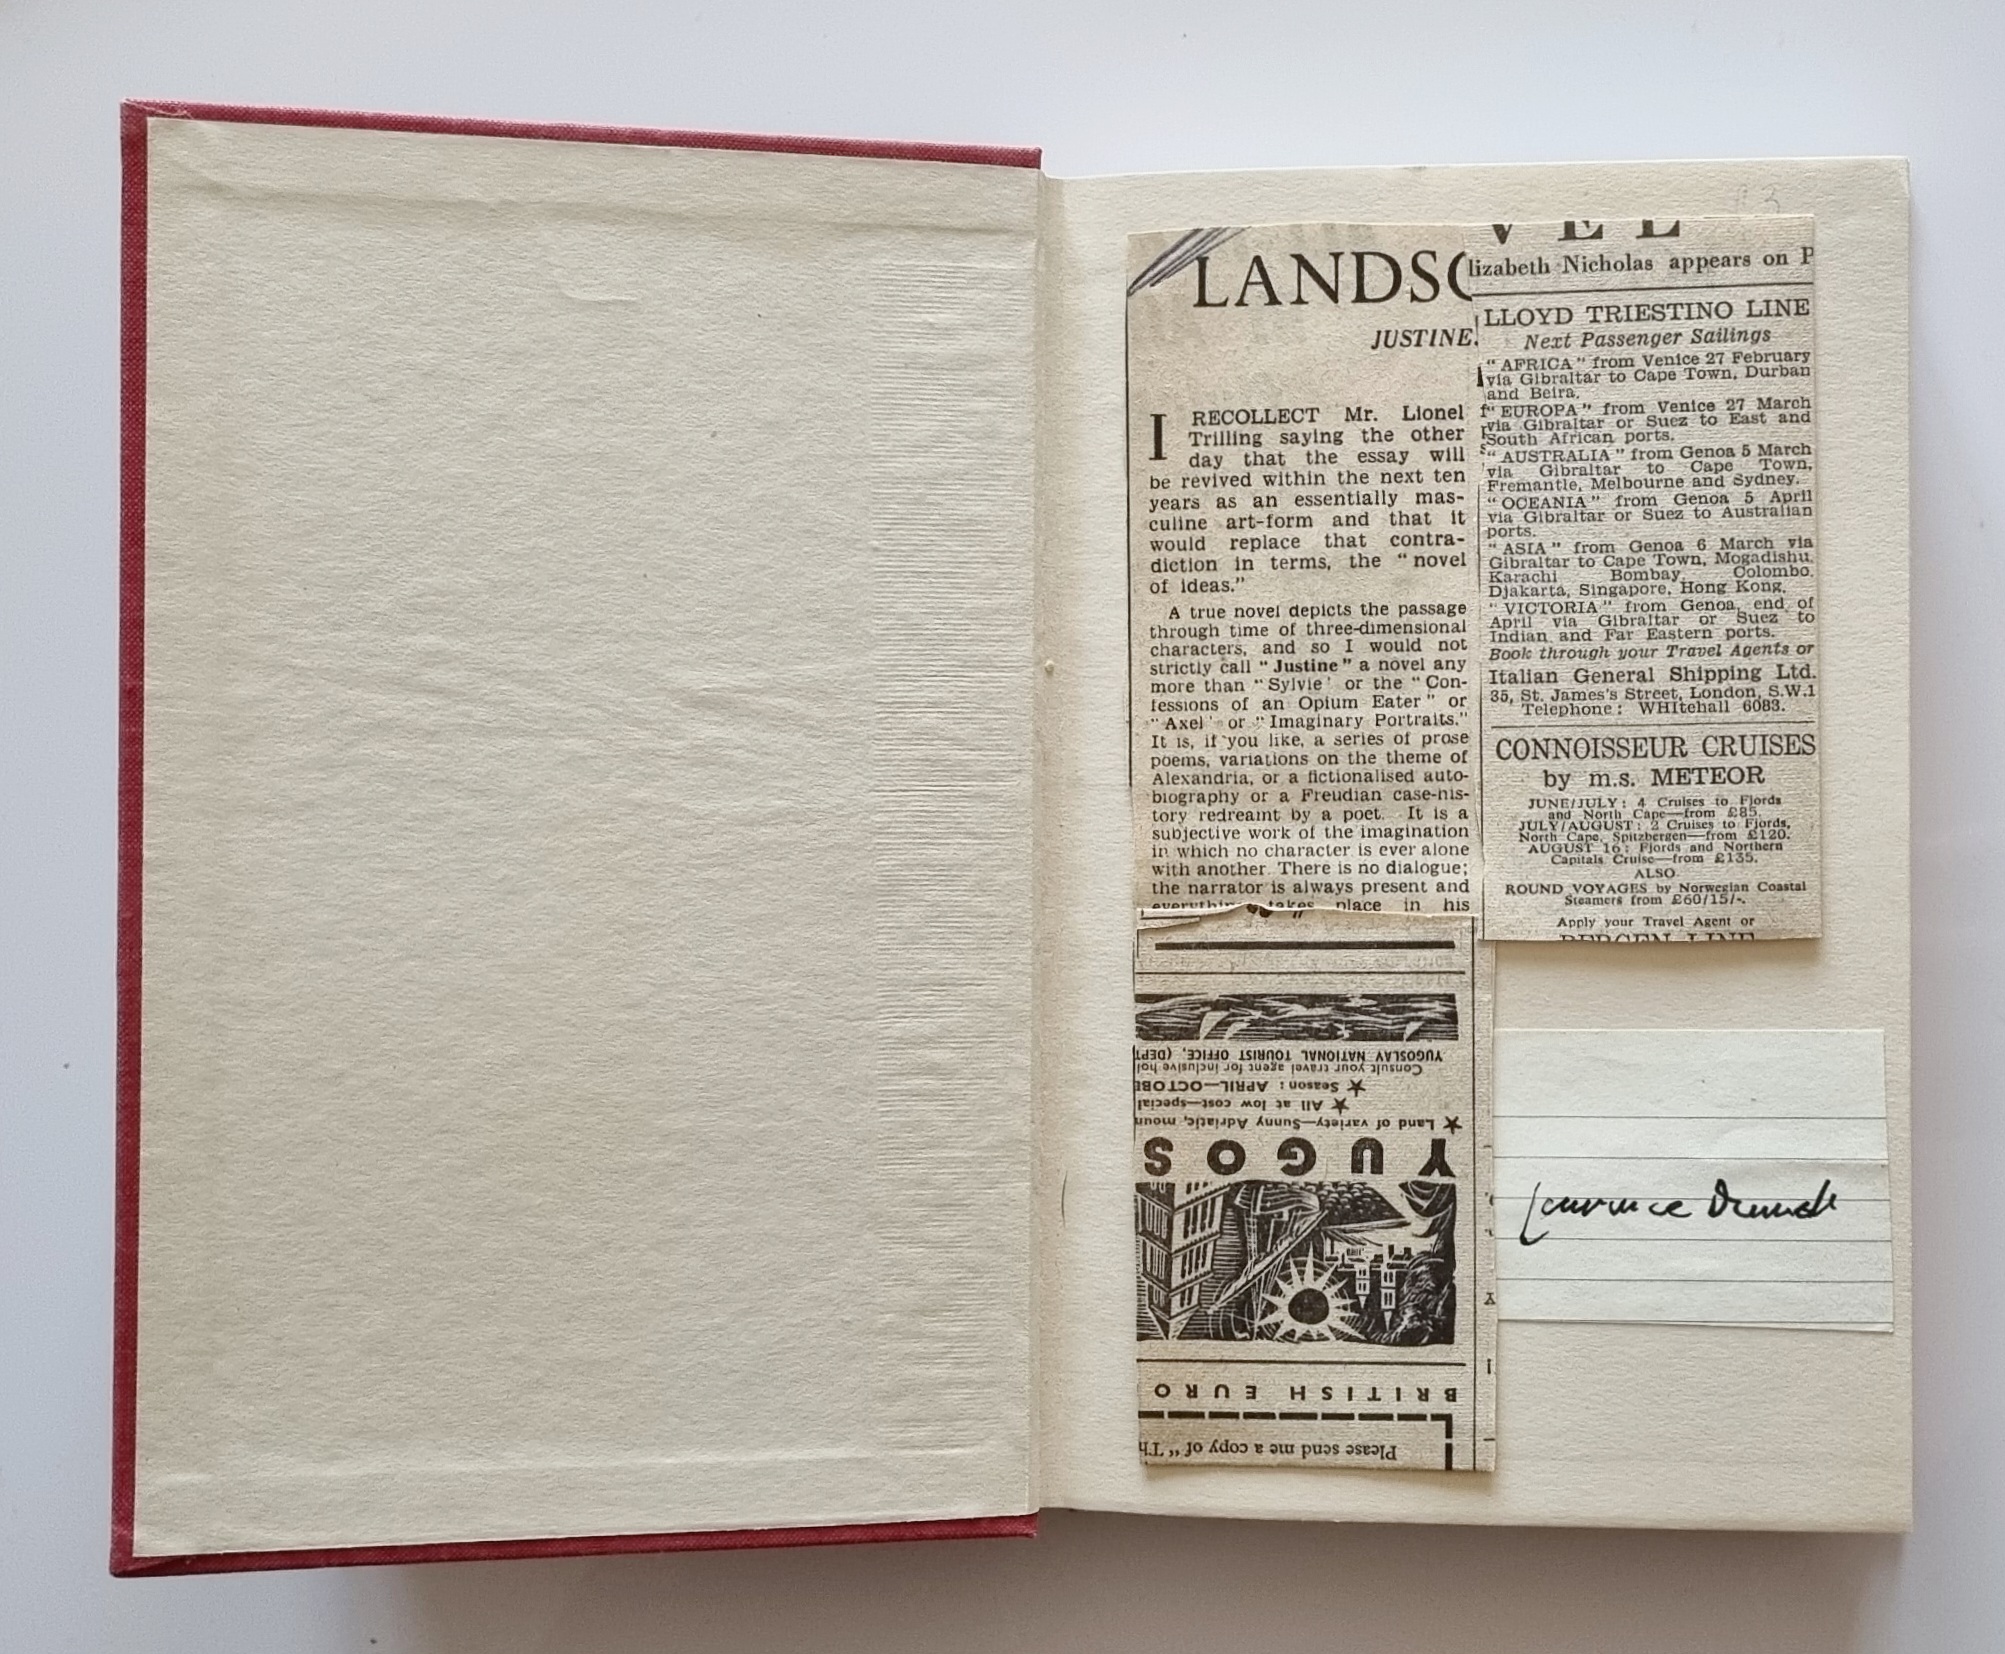 LANDSC
JUSTINE.
I RECOLLECT Mr. Lionel
Trilling saying the other
day that the essay will
be revived within the next ten
years as an essentially mas-
culine art-form and that it
would replace that contra-
diction in terms, the "novel
of ideas."
A true novel depicts the passage
through time of three-dimensional
characters, and so I would not
strictly call "Justine" a novel any
more than "Sylvie' or the "Con-
fessions of an Opium Eater" or
"Axel' or "Imaginary Portraits."
It is, if you like, a series of prose
poems, variations on the theme of
Alexandria, or a fictionalised auto-
biography or a Freudian case-his-
tory redreamt by a poet. It is a
subjective work of the imagination
in which no character is ever alone
with another. There is no dialogue;
the narrator is always present and
everything takes place in his
VEL
lizabeth Nicholas appears on P
LLOYD TRIESTINO LINE
Next Passenger Sailings
"AFRICA" from Venice 27 February
via Gibraltar to Cape Town, Durban
and Beira.
"EUROPA" from Venice 27 March
via Gibraltar or Suez to East and
South African ports.
"AUSTRALIA" from Genoa 5 March
via Gibraltar to Cape Town,
Fremantle, Melbourne and Sydney.
"OCEANIA" from Genoa 5 April
via Gibraltar or Suez to Australian
ports.
"ASIA" from Genoa 6 March via
Gibraltar to Cape Town, Mogadishu,
Karachi Bombay Colombo,
Djakarta, Singapore, Hong Kong.
"VICTORIA" from Genoa, end of
April via Gibraltar or Suez to
Indian and Far Eastern ports.
Book through your Travel Agents or
Italian General Shipping Ltd.
35, St. James's Street, London, S.W.1
Telephone: WHItehall 6083.
CONNOISSEUR CRUISES
by m.s. METEOR
JUNE/JULY: 4 Cruises to Fjords
and North Cape—from £85.
JULY/AUGUST: 2 Cruises to Fjords,
North Cape, Spitzbergen—from £120.
AUGUST 16: Fjords and Northern
Capitals Cruise—from £135.
ALSO
ROUND VOYAGES by Norwegian Coastal
Steamers from £60/15/-.
Apply your Travel Agent or
BERGEN LINE
Please send me a copy of "Th
BRITISH EURO
YUGOS
★ Land of variety—Sunny Adriatic, moun
★ All at low cost—special
★ Season: APRIL—OCTOBE
Consult your travel agent for inclusive hol
YUGOSLAV NATIONAL TOURIST OFFICE, (DEPT
Lawrence Durrell